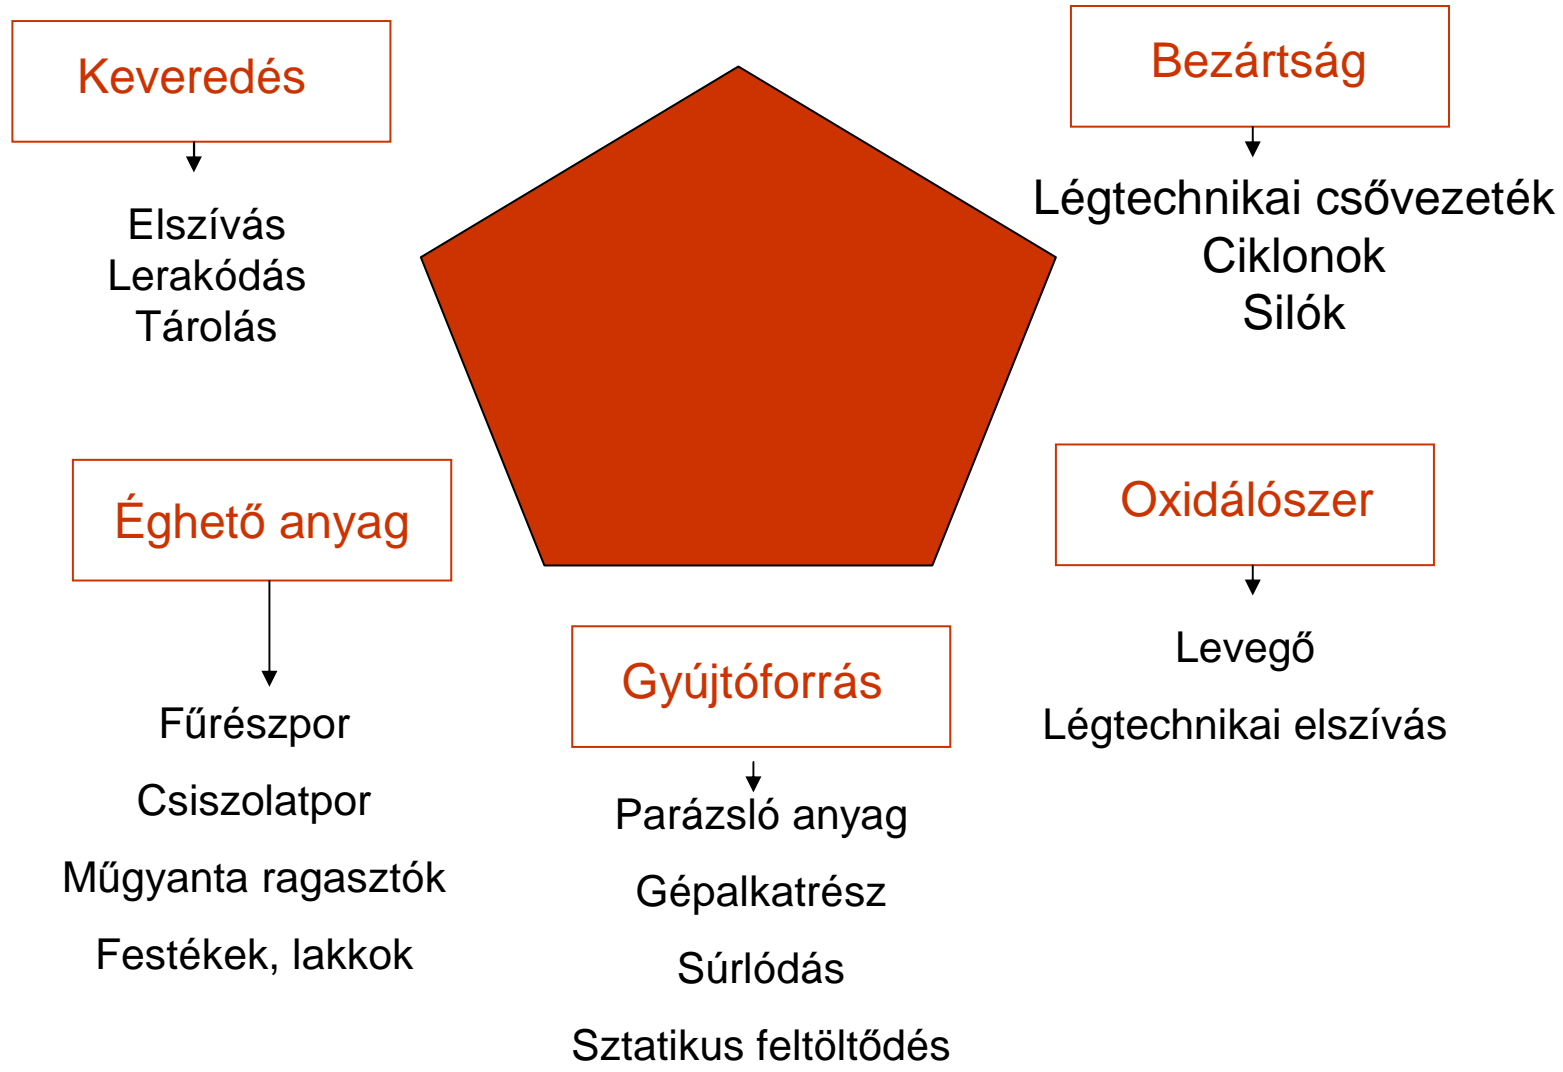 Keveredés
Elszívás
Lerakódás
Tárolás
Bezártság
Légtechnikai csővezeték
Ciklonok
Silók
Éghető anyag
Fűrészpor
Csiszolatpor
Műgyanta ragasztók
Festékek, lakkok
Gyújtóforrás
Parázsló anyag
Gépalkatrész
Súrlódás
Sztatikus feltöltődés
Oxidálószer
Levegő
Légtechnikai elszívás